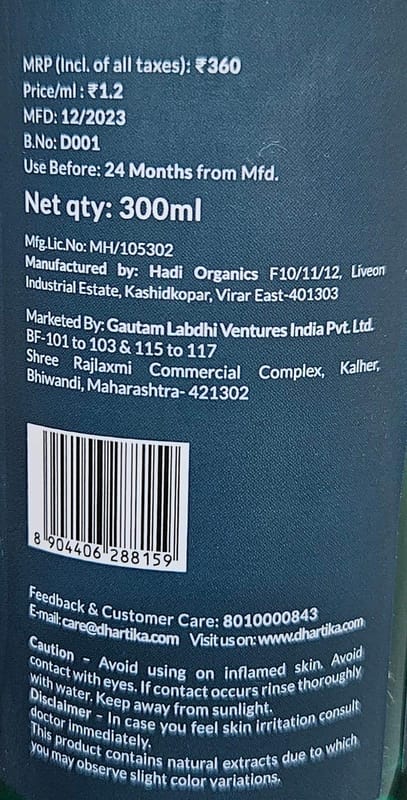 MRP (Incl. of all taxes): ₹360
Price/ml : ₹1.2
MFD: 12/2023
B.No: D001
Use Before: 24 Months from Mfd.
Net qty: 300ml
Mfg.Lic.No: MH/105302
Manufactured by: Hadi Organics F10/11/12, Liveon
Industrial Estate, Kashidkopar, Virar East-401303
Marketed By: Gautam Labdhi Ventures India Pvt. Ltd.
BF-101 to 103 & 115 to 117
Shree Rajlaxmi Commercial Complex, Kalher,
Bhiwandi, Maharashtra- 421302
8 904406 288159
Feedback & Customer Care: 8010000843
E-mail: care@dhartika.com Visit us on: www.dhartika.com
Caution - Avoid using on inflamed skin. Avoid
contact with eyes. If contact occurs rinse thoroughly
with water. Keep away from sunlight.
Disclaimer - In case you feel skin irritation consult
doctor immediately.
This product contains natural extracts due to which
you may observe slight color variations.